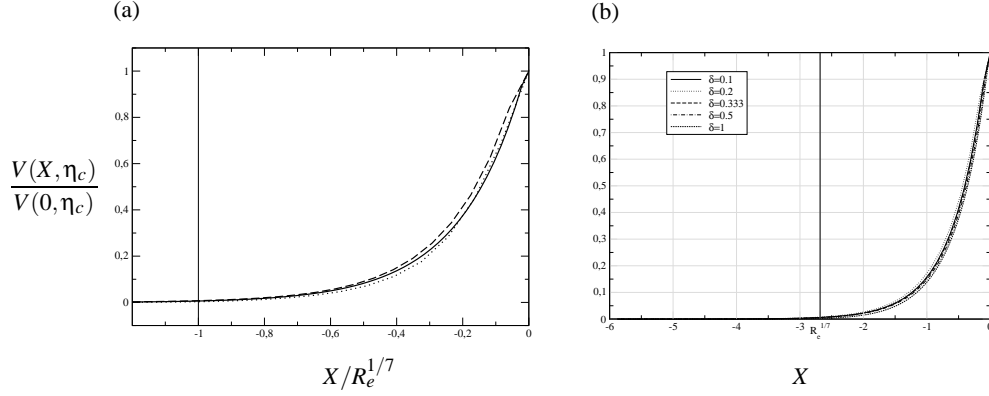 (a)
1
0,8
0,6
0,4
0,2
0
-1
-0,8
-0,6
-0,4
-0,2
0
V(X,η_c)
V(0,η_c)
X/R_e^{1/7}
(b)
1
0,9
0,8
0,7
0,6
0,5
0,4
0,3
0,2
0,1
0
δ=0.1
δ=0.2
δ=0.333
δ=0.5
δ=1
-6
-5
-4
-3
R_e^{1/7}
-2
-1
0
X